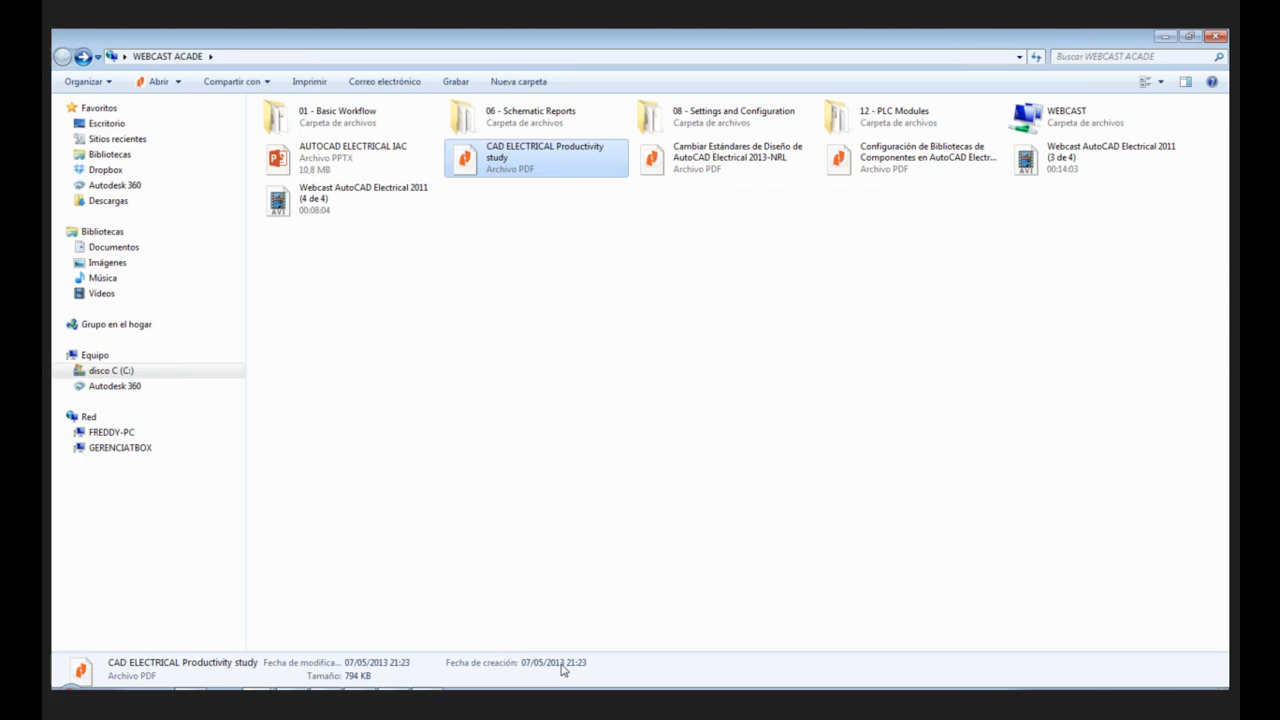 WEBCAST ACADE
Buscar WEBCAST ACADE
Organizar
Abrir
Compartir con
Imprimir
Correo electrónico
Grabar
Nueva carpeta
Favoritos
Escritorio
Sitios recientes
Bibliotecas
Dropbox
Autodesk 360
Descargas
Bibliotecas
Documentos
Imágenes
Música
Vídeos
Grupo en el hogar
Equipo
disco C (C:)
Autodesk 360
Red
FREDDY-PC
GERENCIATBOX
01 - Basic Workflow
Carpeta de archivos
06 - Schematic Reports
Carpeta de archivos
08 - Settings and Configuration
Carpeta de archivos
12 - PLC Modules
Carpeta de archivos
WEBCAST
Carpeta de archivos
AUTOCAD ELECTRICAL IAC
Archivo PPTX
10,8 MB
CAD ELECTRICAL Productivity
study
Archivo PDF
Cambiar Estándares de Diseño de
AutoCAD Electrical 2013-NRL
Archivo PDF
Configuración de Bibliotecas de
Componentes en AutoCAD Electr...
Archivo PDF
AVI
Webcast AutoCAD Electrical 2011
(3 de 4)
00:14:03
AVI
Webcast AutoCAD Electrical 2011
(4 de 4)
00:08:04
CAD ELECTRICAL Productivity study
Archivo PDF
Fecha de modifica... 07/05/2013 21:23
Tamaño: 794 KB
Fecha de creación: 07/05/2013 21:23